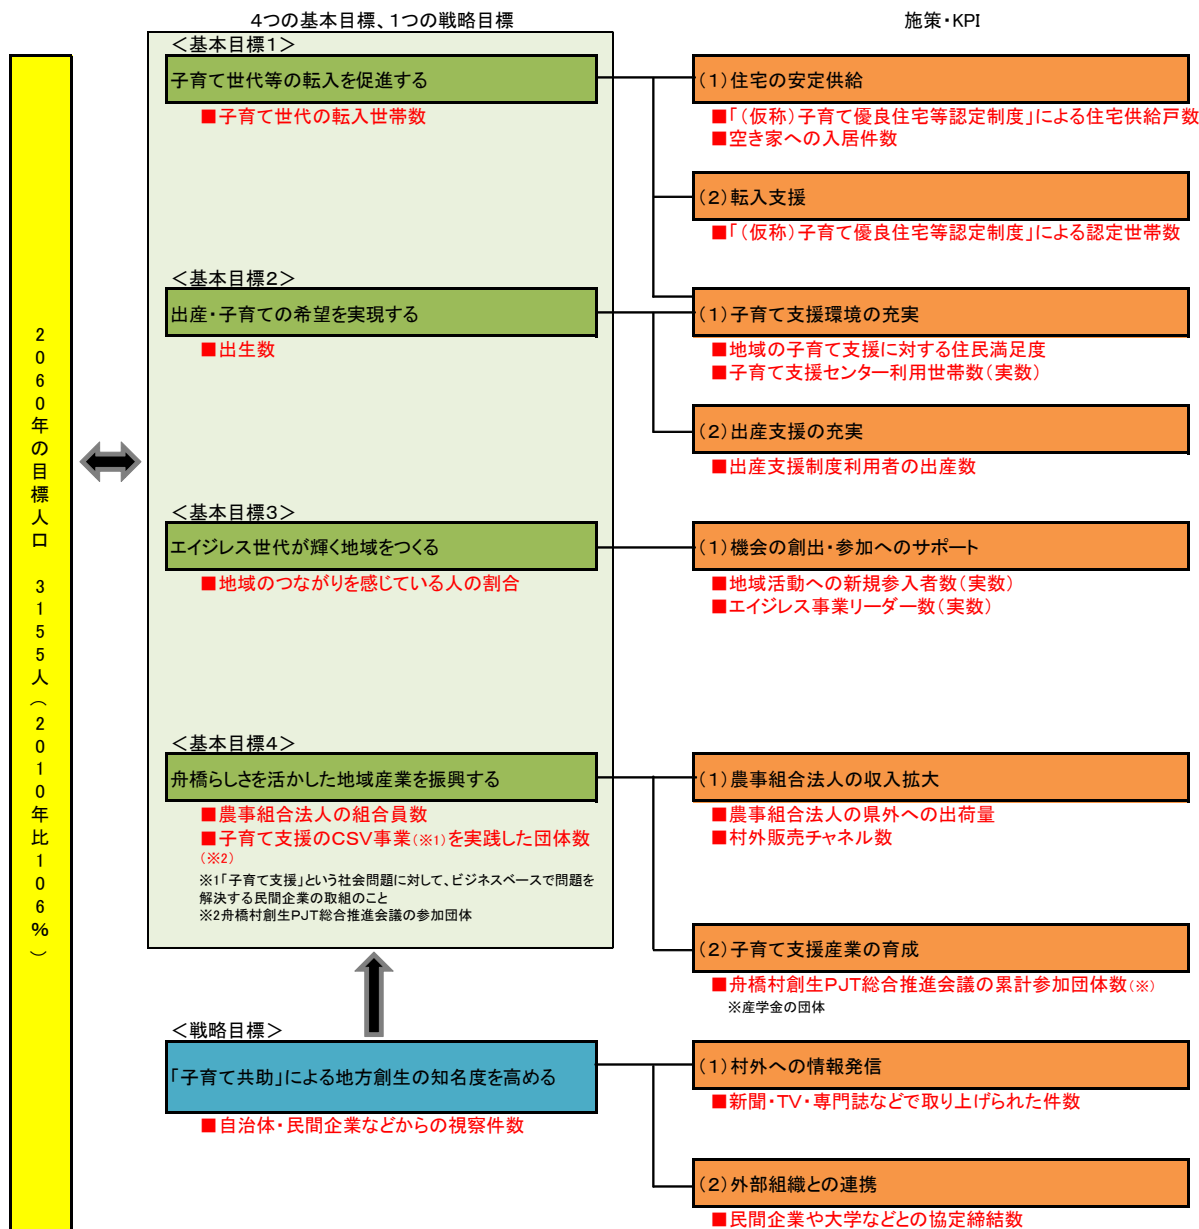 4つの基本目標、1つの戦略目標
施策・KPI
2060年の目標人口 3155人(2010年比106%)
<基本目標1>
子育て世代等の転入を促進する
■子育て世代の転入世帯数
(1)住宅の安定供給
■「(仮称)子育て優良住宅等認定制度」による住宅供給戸数
■空き家への入居件数
(2)転入支援
■「(仮称)子育て優良住宅等認定制度」による認定世帯数
<基本目標2>
出産・子育ての希望を実現する
■出生数
(1)子育て支援環境の充実
■地域の子育て支援に対する住民満足度
■子育て支援センター利用世帯数(実数)
(2)出産支援の充実
■出産支援制度利用者の出産数
<基本目標3>
エイジレス世代が輝く地域をつくる
■地域のつながりを感じている人の割合
(1)機会の創出・参加へのサポート
■地域活動への新規参入者数(実数)
■エイジレス事業リーダー数(実数)
<基本目標4>
舟橋らしさを活かした地域産業を振興する
■農事組合法人の組合員数
■子育て支援のCSV事業(※1)を実践した団体数
(※2)
※1「子育て支援」という社会問題に対して、ビジネスベースで問題を
解決する民間企業の取組のこと
※2舟橋村創生PJT総合推進会議の参加団体
(1)農事組合法人の収入拡大
■農事組合法人の県外への出荷量
■村外販売チャネル数
(2)子育て支援産業の育成
■舟橋村創生PJT総合推進会議の累計参加団体数(※)
※産学金の団体
<戦略目標>
「子育て共助」による地方創生の知名度を高める
■自治体・民間企業などからの視察件数
(1)村外への情報発信
■新聞・TV・専門誌などで取り上げられた件数
(2)外部組織との連携
■民間企業や大学などとの協定締結数